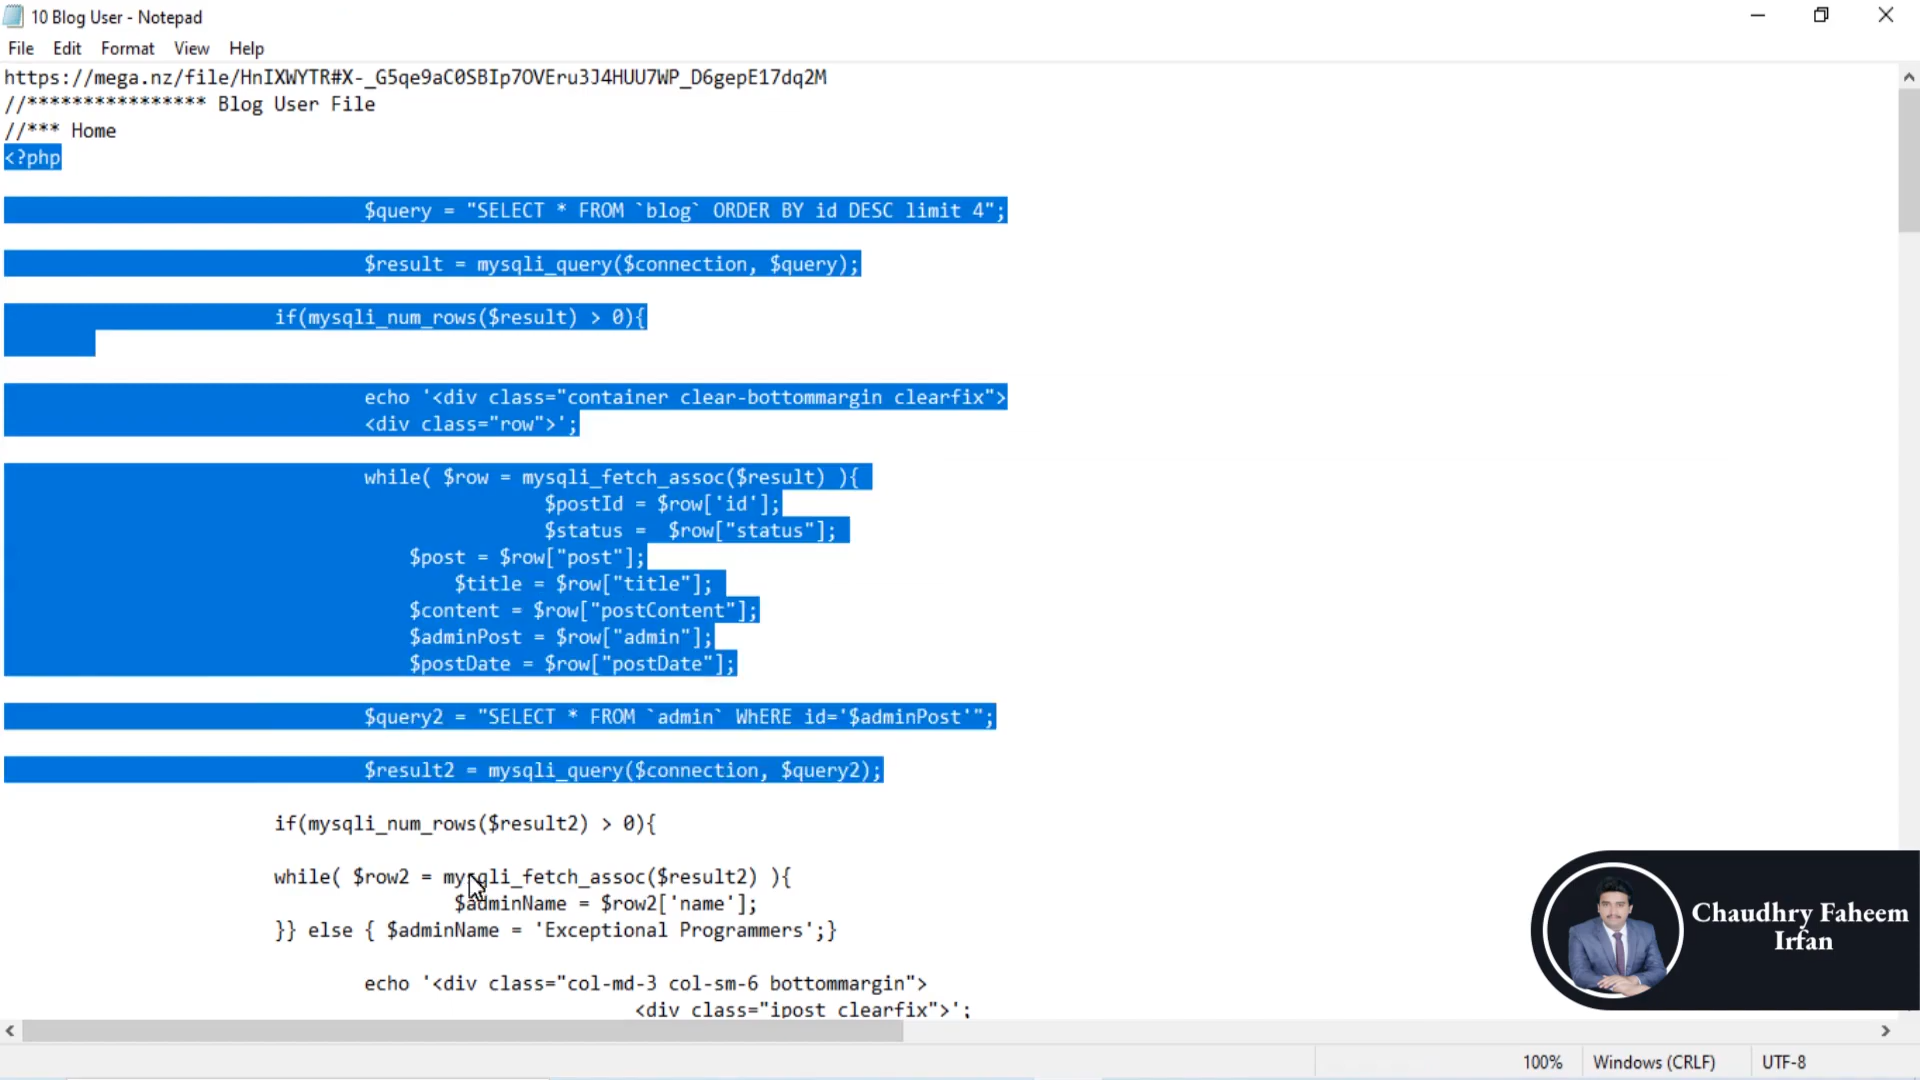 10 Blog User - Notepad
File Edit Format View Help
https://mega.nz/file/HnIXWYTR#X-_G5qe9aC0SBIp7OVEru3J4HUU7WP_D6gepE17dq2M
//**************** Blog User File
//*** Home
<?php
$query = "SELECT * FROM `blog` ORDER BY id DESC limit 4";
$result = mysqli_query($connection, $query);
if(mysqli_num_rows($result) > 0){
echo '<div class="container clear-bottommargin clearfix">
<div class="row">';
while( $row = mysqli_fetch_assoc($result) ){
$postId = $row['id'];
$status =  $row["status"];
$post = $row["post"];
$title = $row["title"];
$content = $row["postContent"];
$adminPost = $row["admin"];
$postDate = $row["postDate"];
$query2 = "SELECT * FROM `admin` WhERE id='$adminPost'";
$result2 = mysqli_query($connection, $query2);
if(mysqli_num_rows($result2) > 0){
while( $row2 = mysqli_fetch_assoc($result2) ){
$adminName = $row2['name'];
}} else { $adminName = 'Exceptional Programmers';}
echo '<div class="col-md-3 col-sm-6 bottommargin">
<div class="ipost clearfix">';
Chaudhry Faheem
Irfan
100% Windows (CRLF) UTF-8